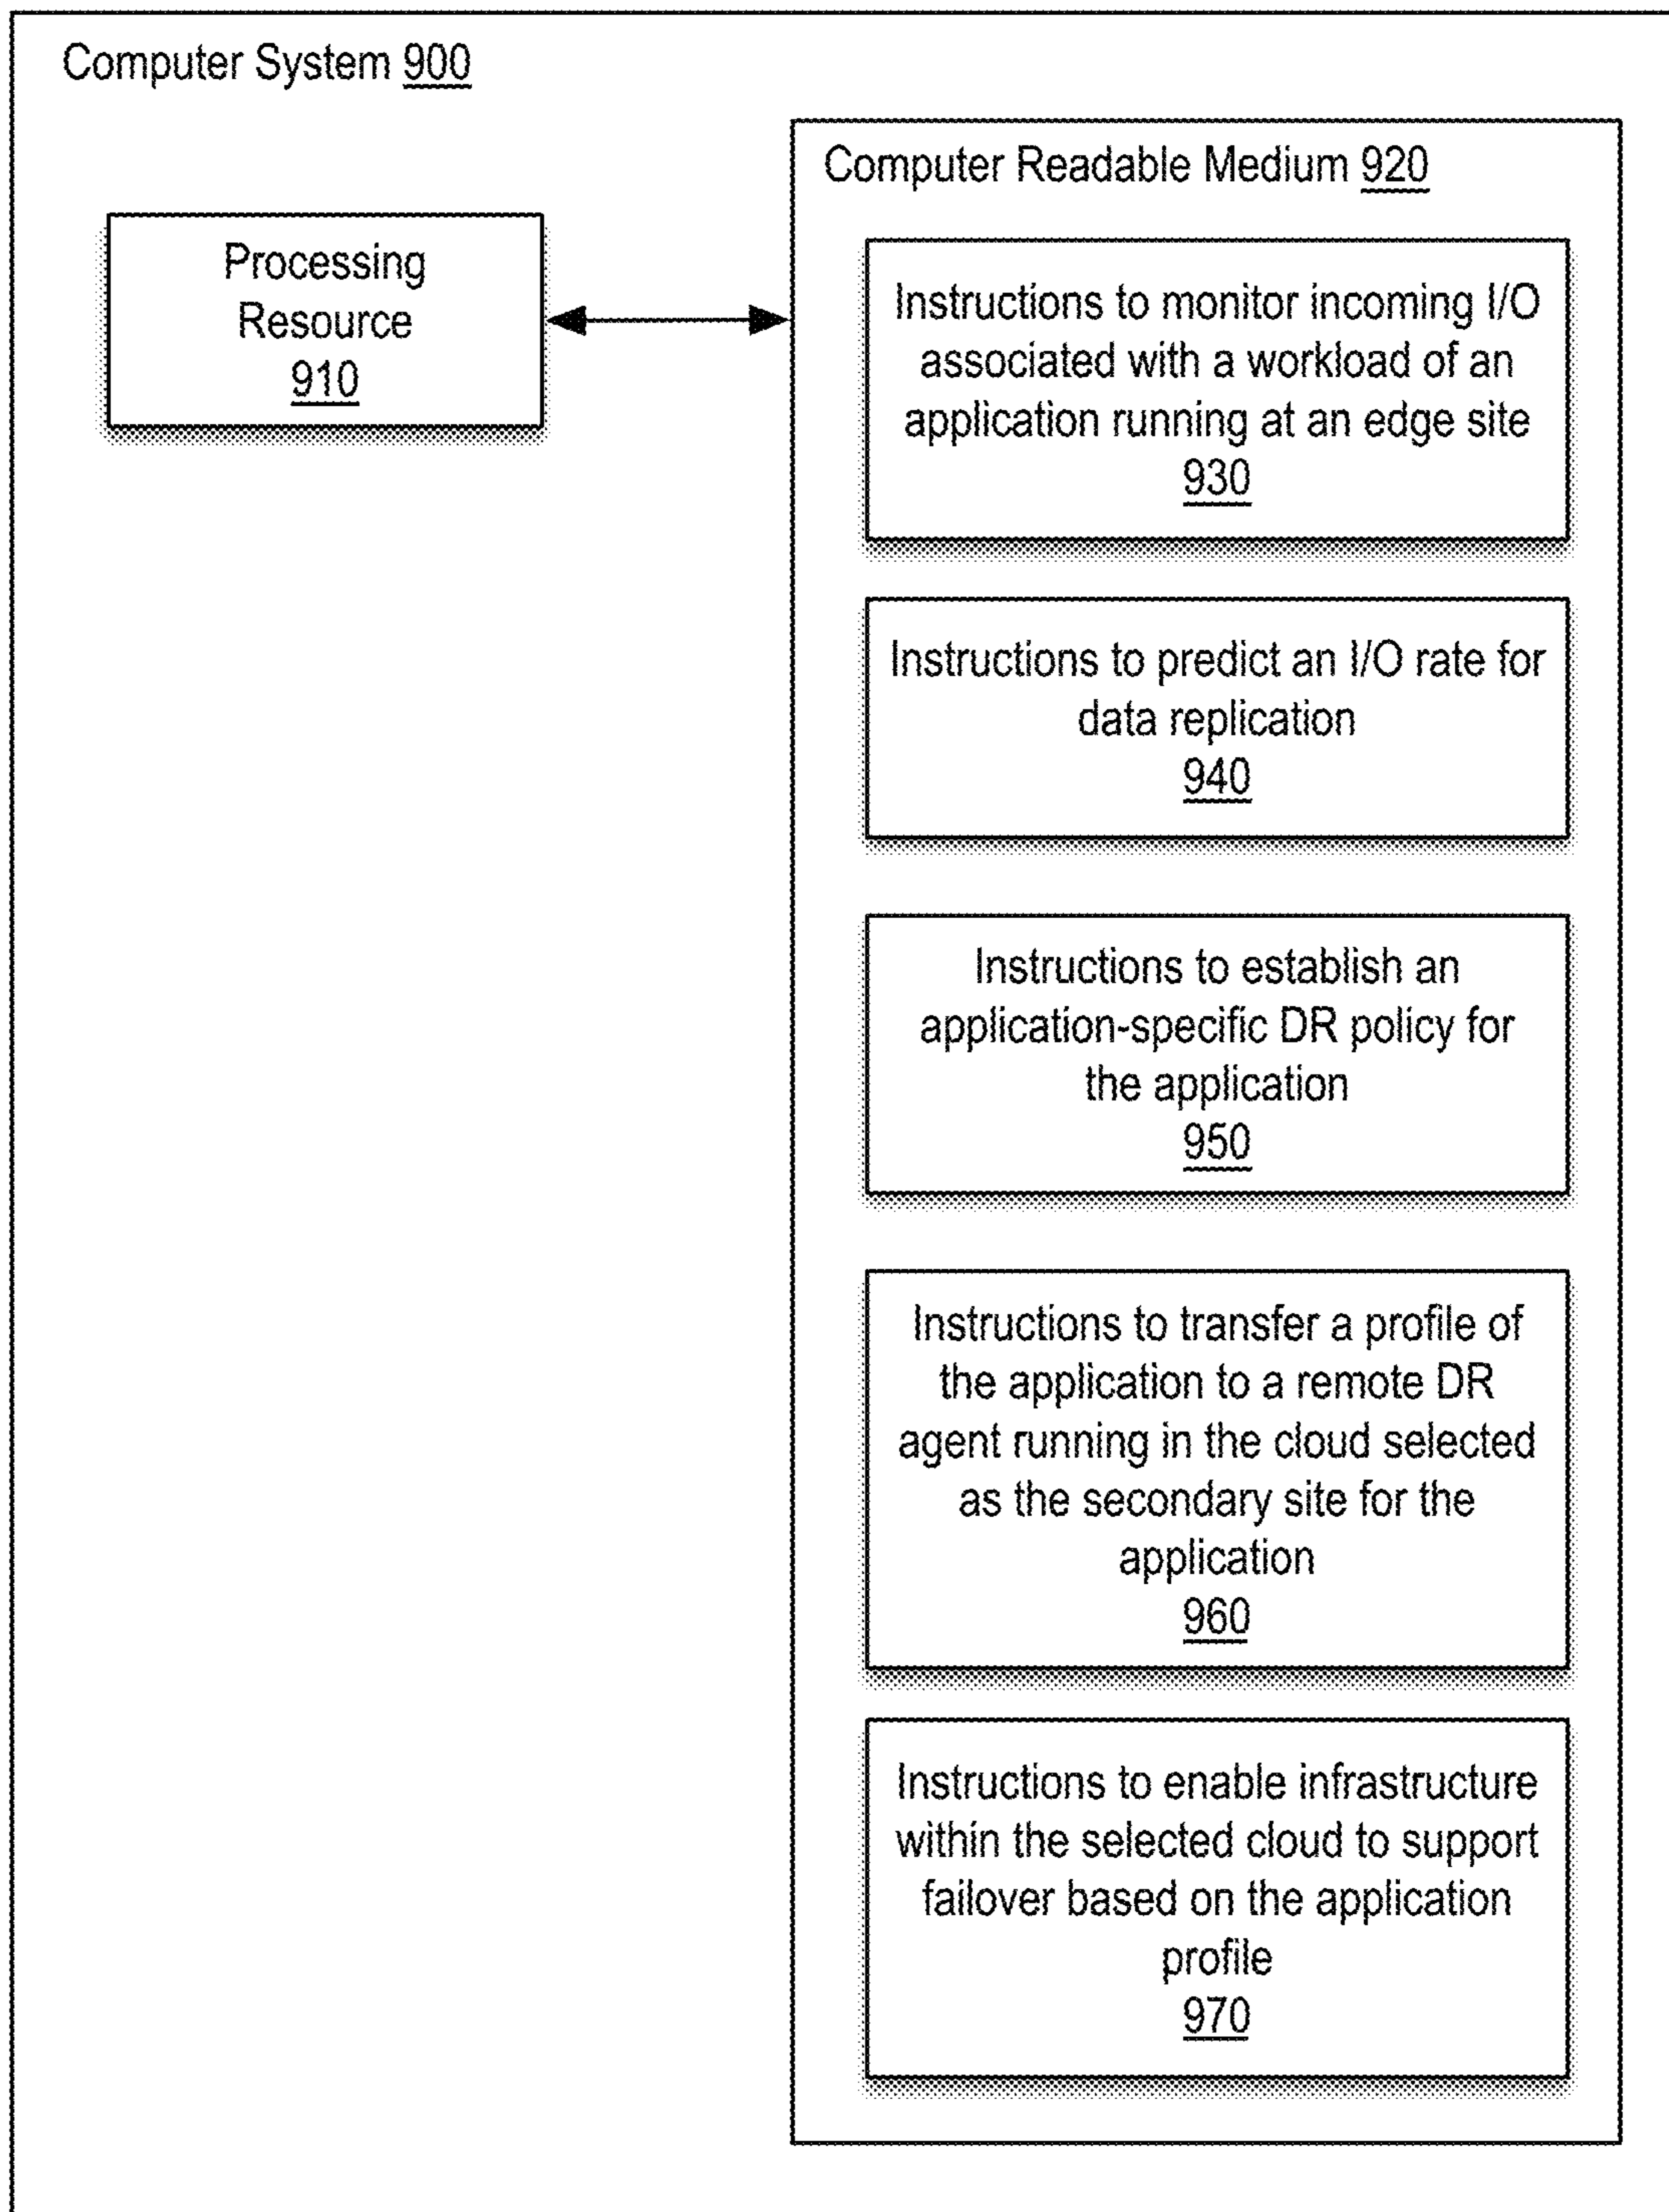 Computer System 900
Processing
Resource
910
Computer Readable Medium 920
Instructions to monitor incoming I/O
associated with a workload of an
application running at an edge site
930
Instructions to predict an I/O rate for
data replication
940
Instructions to establish an
application-specific DR policy for
the application
950
Instructions to transfer a profile of
the application to a remote DR
agent running in the cloud selected
as the secondary site for the
application
960
Instructions to enable infrastructure
within the selected cloud to support
failover based on the application
profile
970